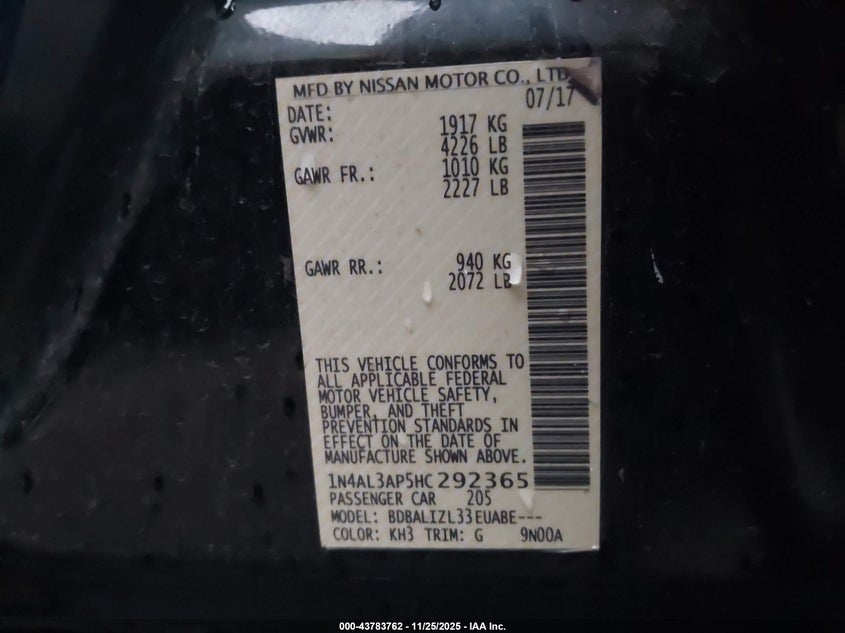 MFD BY NISSAN MOTOR CO., LTD
DATE: 07/17
GVWR: 1917 KG
4226 LB
GAWR FR.: 1010 KG
2227 LB
GAWR RR.: 940 KG
2072 LB
THIS VEHICLE CONFORMS TO
ALL APPLICABLE FEDERAL
MOTOR VEHICLE SAFETY,
BUMPER, AND THEFT
PREVENTION STANDARDS IN
EFFECT ON THE DATE OF
MANUFACTURE SHOWN ABOVE.
1N4AL3AP5HC292365
PASSENGER CAR 205
MODEL: BDBALIZL33EUABE---
COLOR: KH3 TRIM: G 9N00A
000-43783762 - 11/25/2025 - IAA Inc.